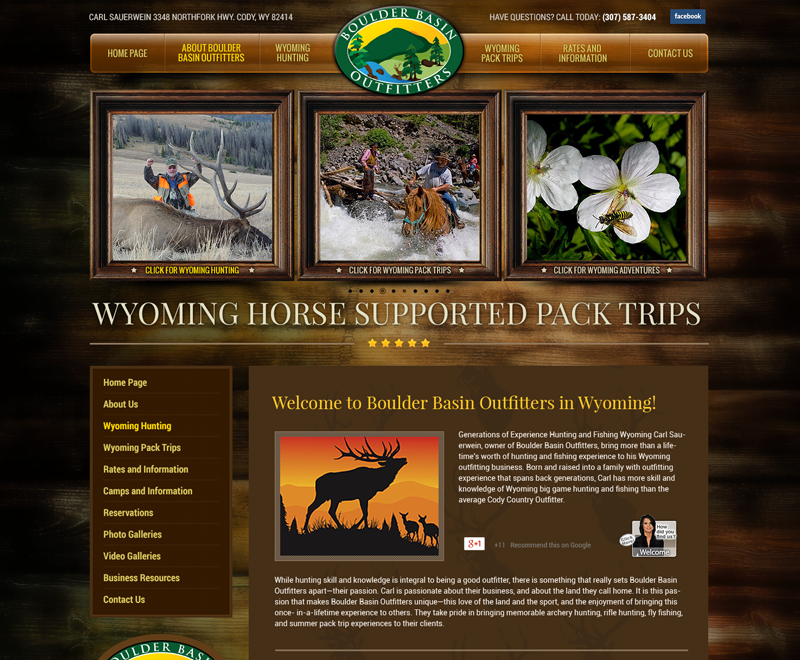 CARL SAUERWEIN 3348 NORTHFORK HWY. CODY, WY 82414
HAVE QUESTIONS? CALL TODAY: (307) 587-3404
facebook
HOME PAGE
ABOUT BOULDER
BASIN OUTFITTERS
WYOMING
HUNTING
BOULDER BASIN
OUTFITTERS
WYOMING
PACK TRIPS
RATES AND
INFORMATION
CONTACT US
CLICK FOR WYOMING HUNTING
CLICK FOR WYOMING PACK TRIPS
CLICK FOR WYOMING ADVENTURES
WYOMING HORSE SUPPORTED PACK TRIPS
Home Page
About Us
Wyoming Hunting
Wyoming Pack Trips
Rates and Information
Camps and Information
Reservations
Photo Galleries
Video Galleries
Business Resources
Contact Us
BOULDER BASIN
Welcome to Boulder Basin Outfitters in Wyoming!
Generations of Experience Hunting and Fishing Wyoming Carl Sau-
erwein, owner of Boulder Basin Outfitters, bring more than a life-
time's worth of hunting and fishing experience to his Wyoming
outfitting business. Born and raised into a family with outfitting
experience that spans back generations, Carl has more skill and
knowledge of Wyoming big game hunting and fishing than the
average Cody Country Outfitter.
g+1
+11 Recommend this on Google
Click Here
How
did you
find us?
Welcome
While hunting skill and knowledge is integral to being a good outfitter, there is something that really sets Boulder Basin
Outfitters apart—their passion. Carl is passionate about their business, and about the land they call home. It is this pas-
sion that makes Boulder Basin Outfitters unique—this love of the land and the sport, and the enjoyment of bringing this
once- in-a-lifetime experience to others. They take pride in bringing memorable archery hunting, rifle hunting, fly fishing,
and summer pack trip experiences to their clients.